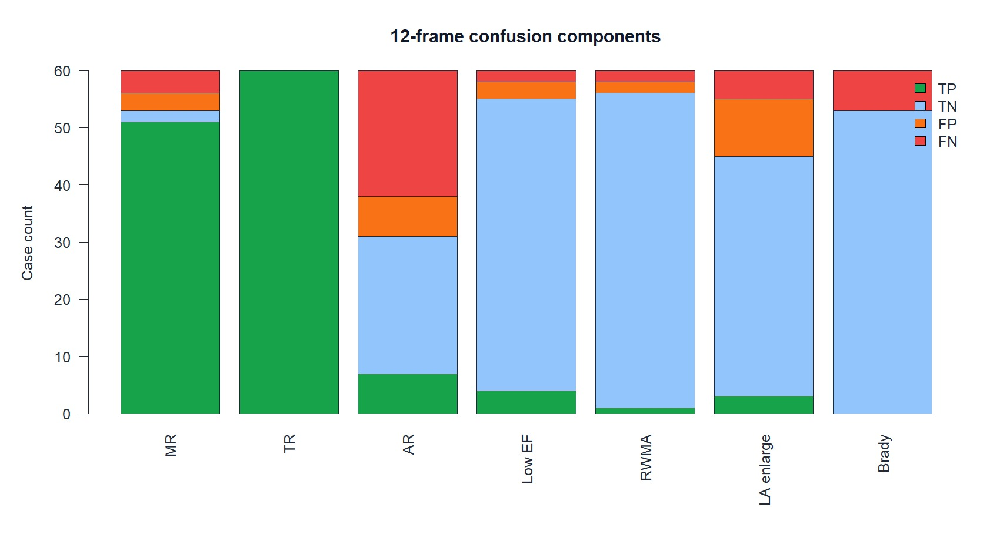 12-frame confusion components
Case count
60
50
40
30
20
10
0
TP
TN
FP
FN
MR
TR
AR
Low EF
RWMA
LA enlarge
Brady